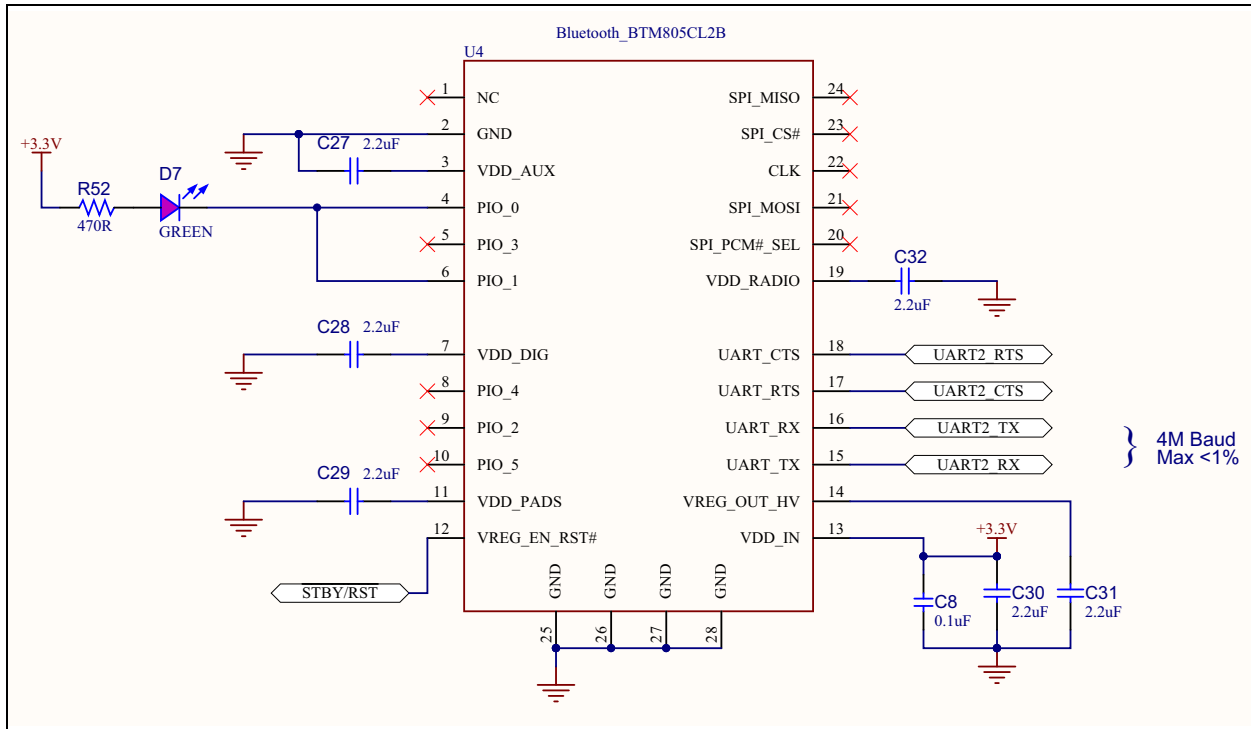 Bluetooth_BTM805CL2B
U4
1 NC
2 GND
3 VDD_AUX
4 PIO_0
5 PIO_3
6 PIO_1
7 VDD_DIG
8 PIO_4
9 PIO_2
10 PIO_5
11 VDD_PADS
12 VREG_EN_RST#
SPI_MISO 24
SPI_CS# 23
CLK 22
SPI_MOSI 21
SPI_PCM#_SEL 20
VDD_RADIO 19
UART_CTS 18
UART_RTS 17
UART_RX 16
UART_TX 15
VREG_OUT_HV 14
VDD_IN 13
GND 25
GND 26
GND 27
GND 28
+3.3V
R52
470R
D7
GREEN
C27 2.2uF
C28 2.2uF
C29 2.2uF
STBY/RST
C32
2.2uF
UART2_RTS
UART2_CTS
UART2_TX
UART2_RX
} 4M Baud
Max <1%
+3.3V
C8
0.1uF
C30
2.2uF
C31
2.2uF